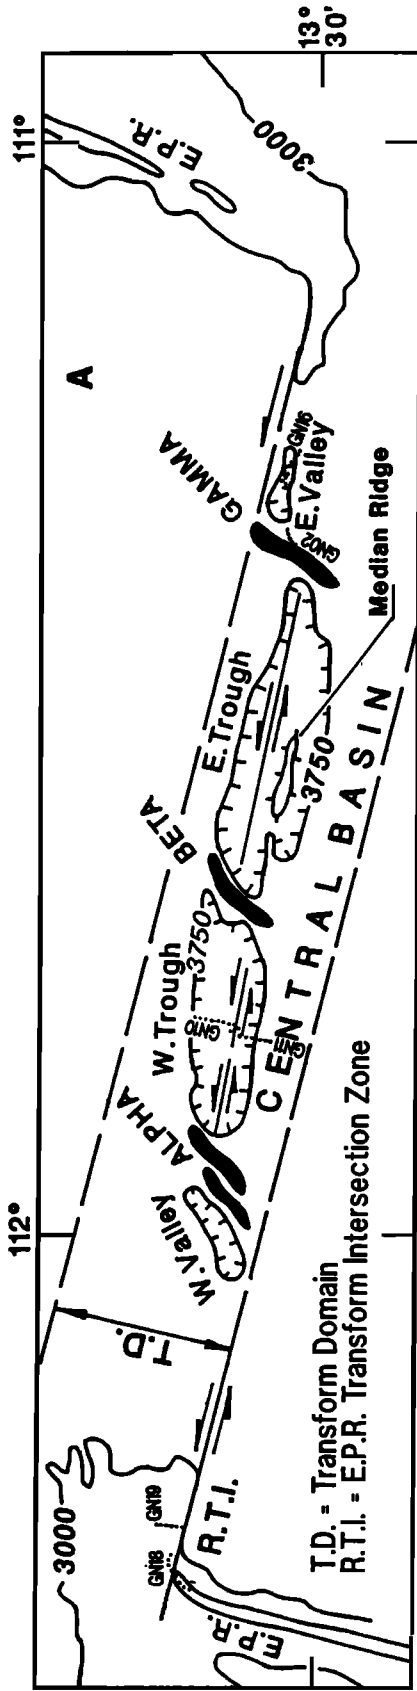 112°
111°
13°
30'
3000
E.P.R.
3000
A
GAMMA
GN16
E. Valley
GN02
Median Ridge
E. Trough
3750
BETA
3750
W. Trough
GN10
GN11
CENTRAL BASIN
ALPHA
W. Valley
T.D.
R.T.I.
GN19
GN18
E.P.R.
T.D. = Transform Domain
R.T.I. = E.P.R. Transform Intersection Zone